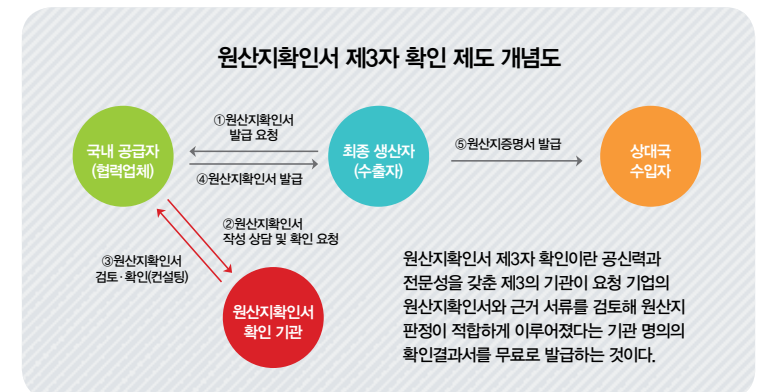 원산지확인서 제3자 확인 제도 개념도
①원산지확인서
발급 요청
국내 공급자
(협력업체)
④원산지확인서 발급
최종 생산자
(수출자)
⑤원산지증명서 발급
상대국
수입자
②원산지확인서
작성 상담 및 확인 요청
③원산지확인서
검토·확인(컨설팅)
원산지확인서
확인 기관
원산지확인서 제3자 확인이란 공신력과
전문성을 갖춘 제3의 기관이 요청 기업의
원산지확인서와 근거 서류를 검토해 원산지
판정이 적합하게 이루어졌다는 기관 명의의
확인결과서를 무료로 발급하는 것이다.